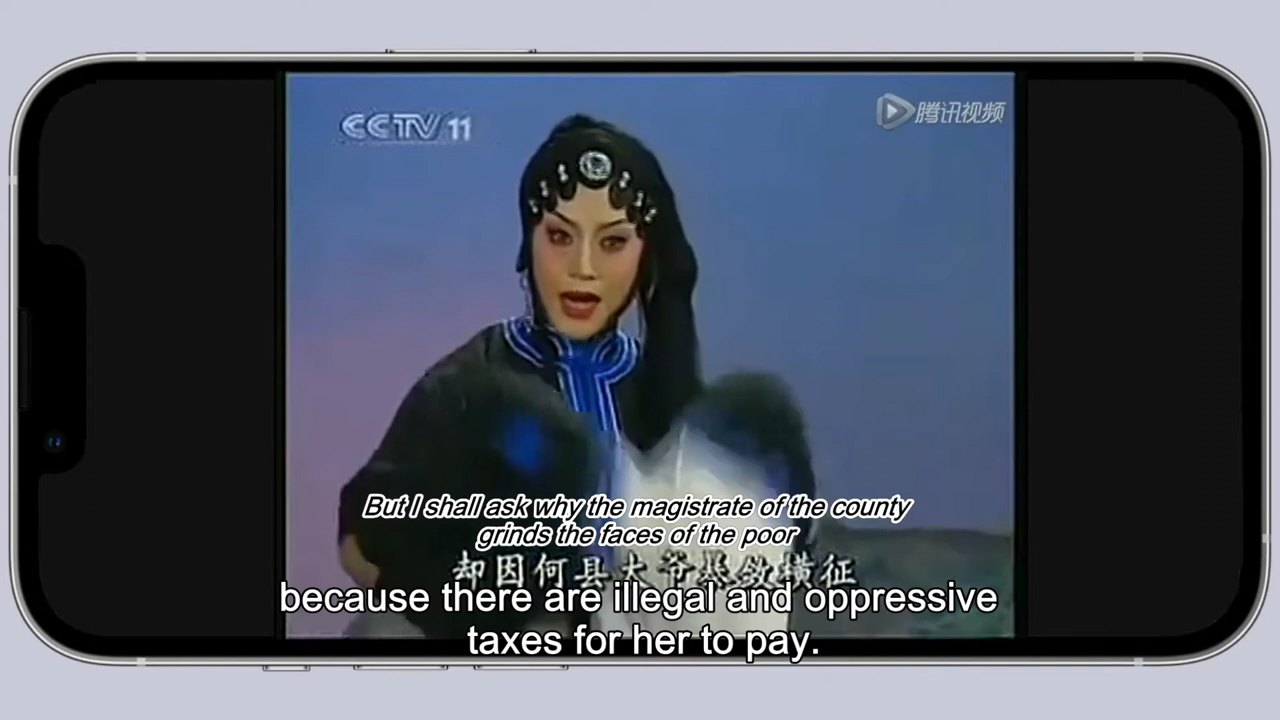 CCTV 11
腾讯视频
But I shall ask why the magistrate of the county
grinds the faces of the poor
却因何县大爷暴敛横征
because there are illegal and oppressive
taxes for her to pay.